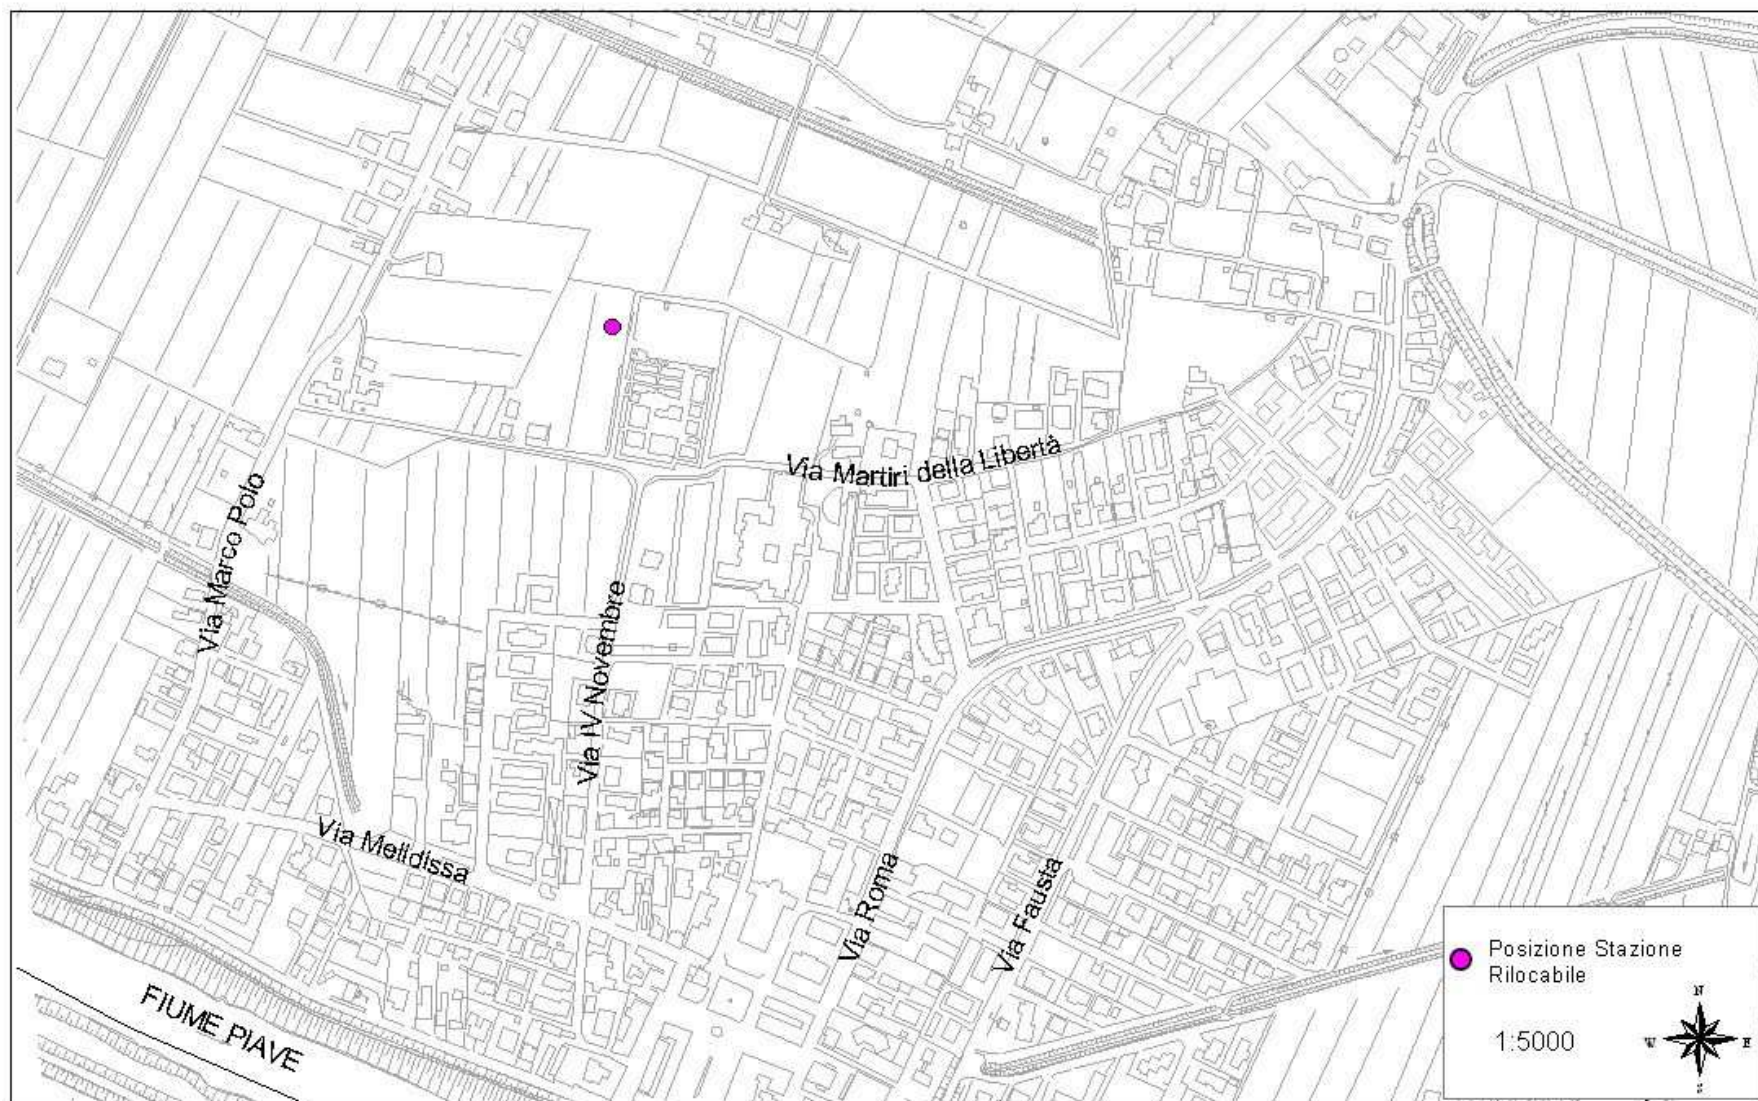 Via Martiri della Libertà
Via Marco Polo
Via IV Novembre
Via Melidissa
Via Roma
Via Fausta
FIUME PIAVE
Posizione Stazione
Rilocabile
1:5000
N
W
E
S